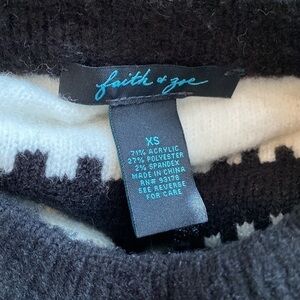 faith & zoe
XS
71% ACRYLIC
27% POLYESTER
2% SPANDEX
MADE IN CHINA
RN# 93178
SEE REVERSE
FOR CARE